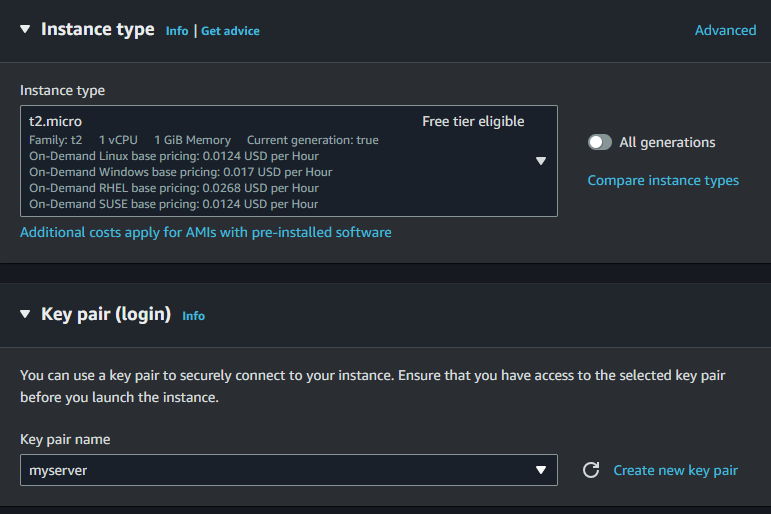 Instance type Info | Get advice Advanced
Instance type
t2.micro Free tier eligible
Family: t2 1 vCPU 1 GiB Memory Current generation: true
On-Demand Linux base pricing: 0.0124 USD per Hour
On-Demand Windows base pricing: 0.017 USD per Hour
On-Demand RHEL base pricing: 0.0268 USD per Hour
On-Demand SUSE base pricing: 0.0124 USD per Hour
All generations
Compare instance types
Additional costs apply for AMIs with pre-installed software
Key pair (login) Info
You can use a key pair to securely connect to your instance. Ensure that you have access to the selected key pair
before you launch the instance.
Key pair name
myserver Create new key pair